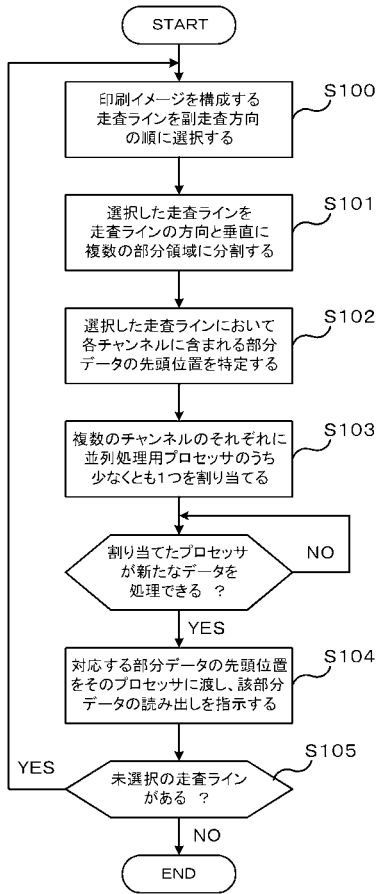 START
印刷イメージを構成する
走査ラインを副走査方向
の順に選択する
S100
選択した走査ラインを
走査ラインの方向と垂直に
複数の部分領域に分割する
S101
選択した走査ラインにおいて
各チャンネルに含まれる部分
データの先頭位置を特定する
S102
複数のチャンネルのそれぞれに
並列処理用プロセッサのうち
少なくとも1つを割り当てる
S103
割り当てたプロセッサ
が新たなデータを
処理できる ?
NO
YES
対応する部分データの先頭位置
をそのプロセッサに渡し、該部分
データの読み出しを指示する
S104
未選択の走査ライン
がある ?
S105
YES
NO
END